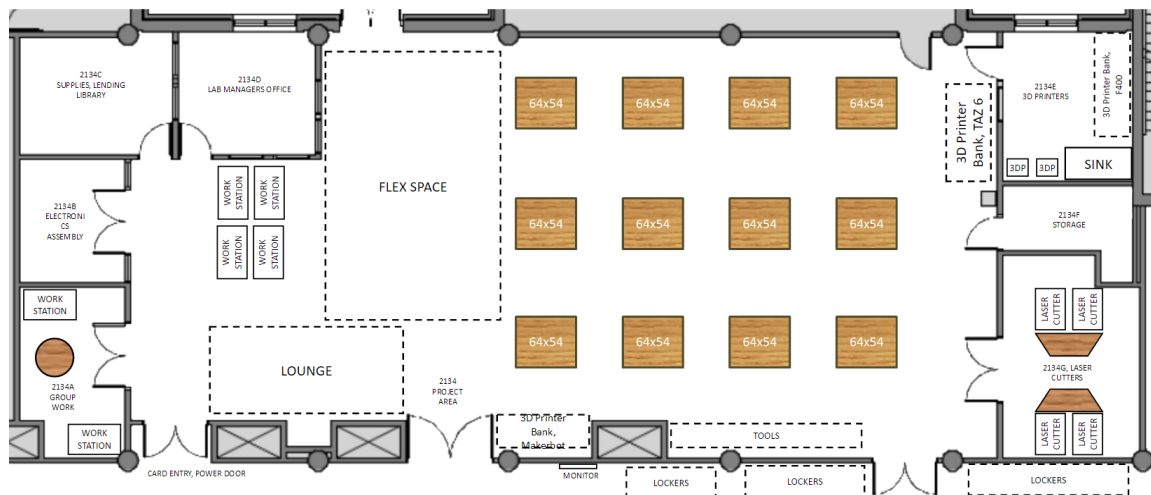 2134C
SUPPLIES, LENDING
LIBRARY
2134D
LAB MANAGERS OFFICE
FLEX SPACE
64x54
64x54
64x54
64x54
3D Printer
Bank, TAZ 6
2134E
3D PRINTERS
3D Printer Bank,
F400
3DP
3DP
SINK
2134B
ELECTRONI
CS
ASSEMBLY
WORK
STATION
WORK
STATION
WORK
STATION
WORK
STATION
64x54
64x54
64x54
64x54
2134F
STORAGE
WORK
STATION
2134A
GROUP
WORK
WORK
STATION
LOUNGE
2134
PROJECT
AREA
64x54
64x54
64x54
64x54
LASER
CUTTER
LASER
CUTTER
2134G, LASER
CUTTERS
LASER
CUTTER
LASER
CUTTER
3D Printer
Bank,
Makerbot
TOOLS
CARD ENTRY, POWER DOOR
MONITOR
LOCKERS
LOCKERS
LOCKERS